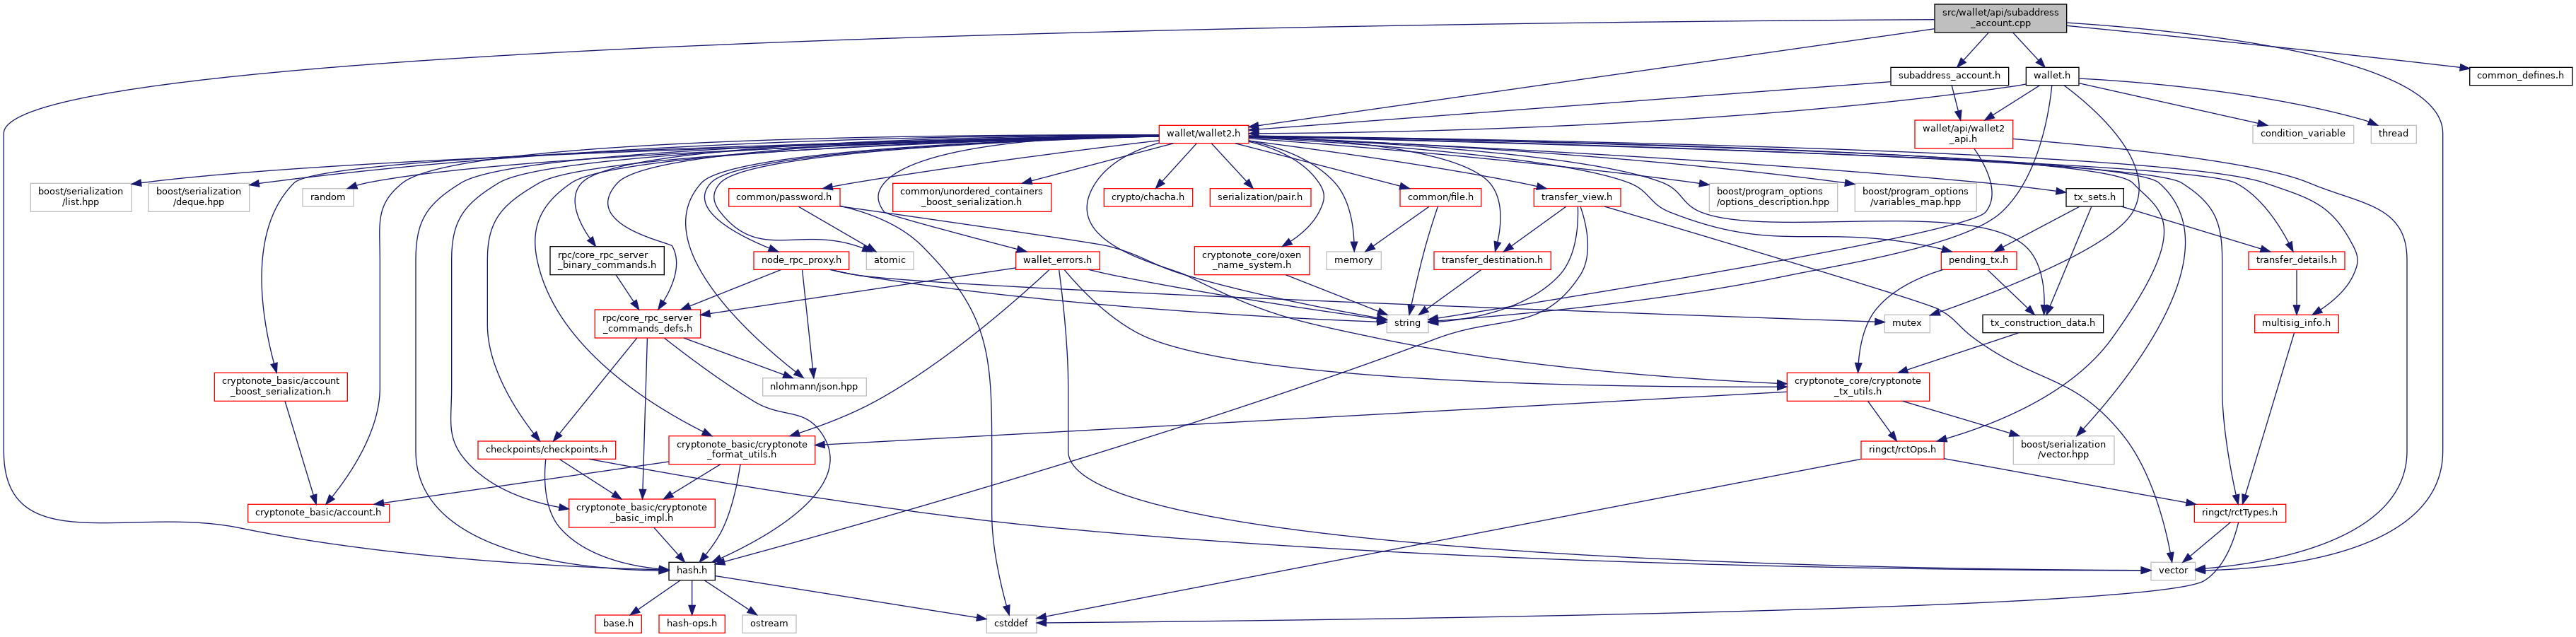 src/wallet/api/subaddress
_account.cpp
subaddress_account.h
wallet.h
common_defines.h
wallet/wallet2.h
wallet/api/wallet2
_api.h
condition_variable
thread
boost/serialization
/list.hpp
boost/serialization
/deque.hpp
random
common/password.h
common/unordered_containers
_boost_serialization.h
crypto/chacha.h
serialization/pair.h
common/file.h
transfer_view.h
boost/program_options
/options_description.hpp
boost/program_options
/variables_map.hpp
tx_sets.h
rpc/core_rpc_server
_binary_commands.h
node_rpc_proxy.h
atomic
wallet_errors.h
cryptonote_core/oxen
_name_system.h
memory
transfer_destination.h
pending_tx.h
transfer_details.h
rpc/core_rpc_server
_commands_defs.h
string
mutex
tx_construction_data.h
multisig_info.h
cryptonote_basic/account
_boost_serialization.h
nlohmann/json.hpp
cryptonote_core/cryptonote
_tx_utils.h
checkpoints/checkpoints.h
cryptonote_basic/cryptonote
_format_utils.h
ringct/rctOps.h
boost/serialization
/vector.hpp
cryptonote_basic/account.h
cryptonote_basic/cryptonote
_basic_impl.h
ringct/rctTypes.h
hash.h
vector
base.h
hash-ops.h
ostream
cstddef